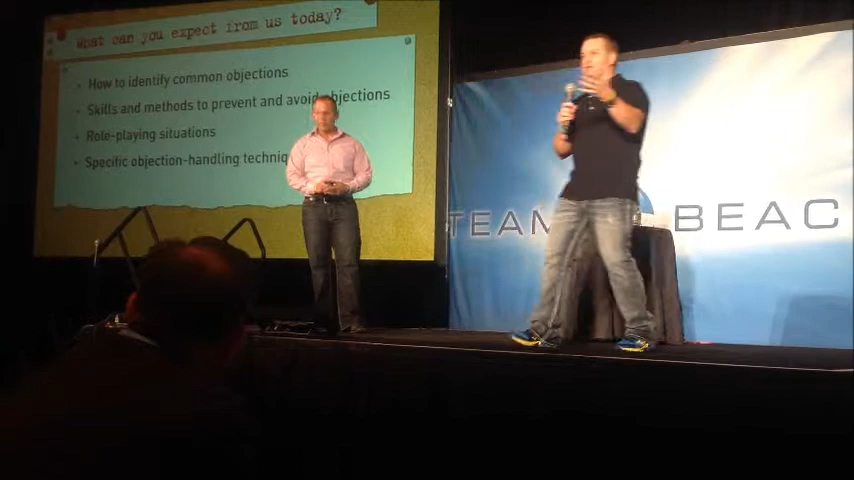 What can you expect from us today?
• How to identify common objections
• Skills and methods to prevent and avoid objections
• Role-playing situations
• Specific objection-handling techni
TEAM BEAC